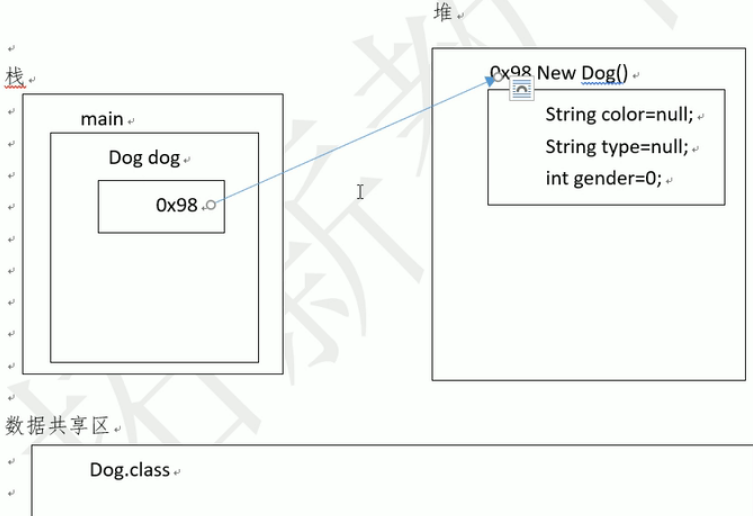 堆
栈
0x98 New Dog()
main
String color=null;
Dog dog
String type=null;
int gender=0;
0x98
数据共享区
Dog.class